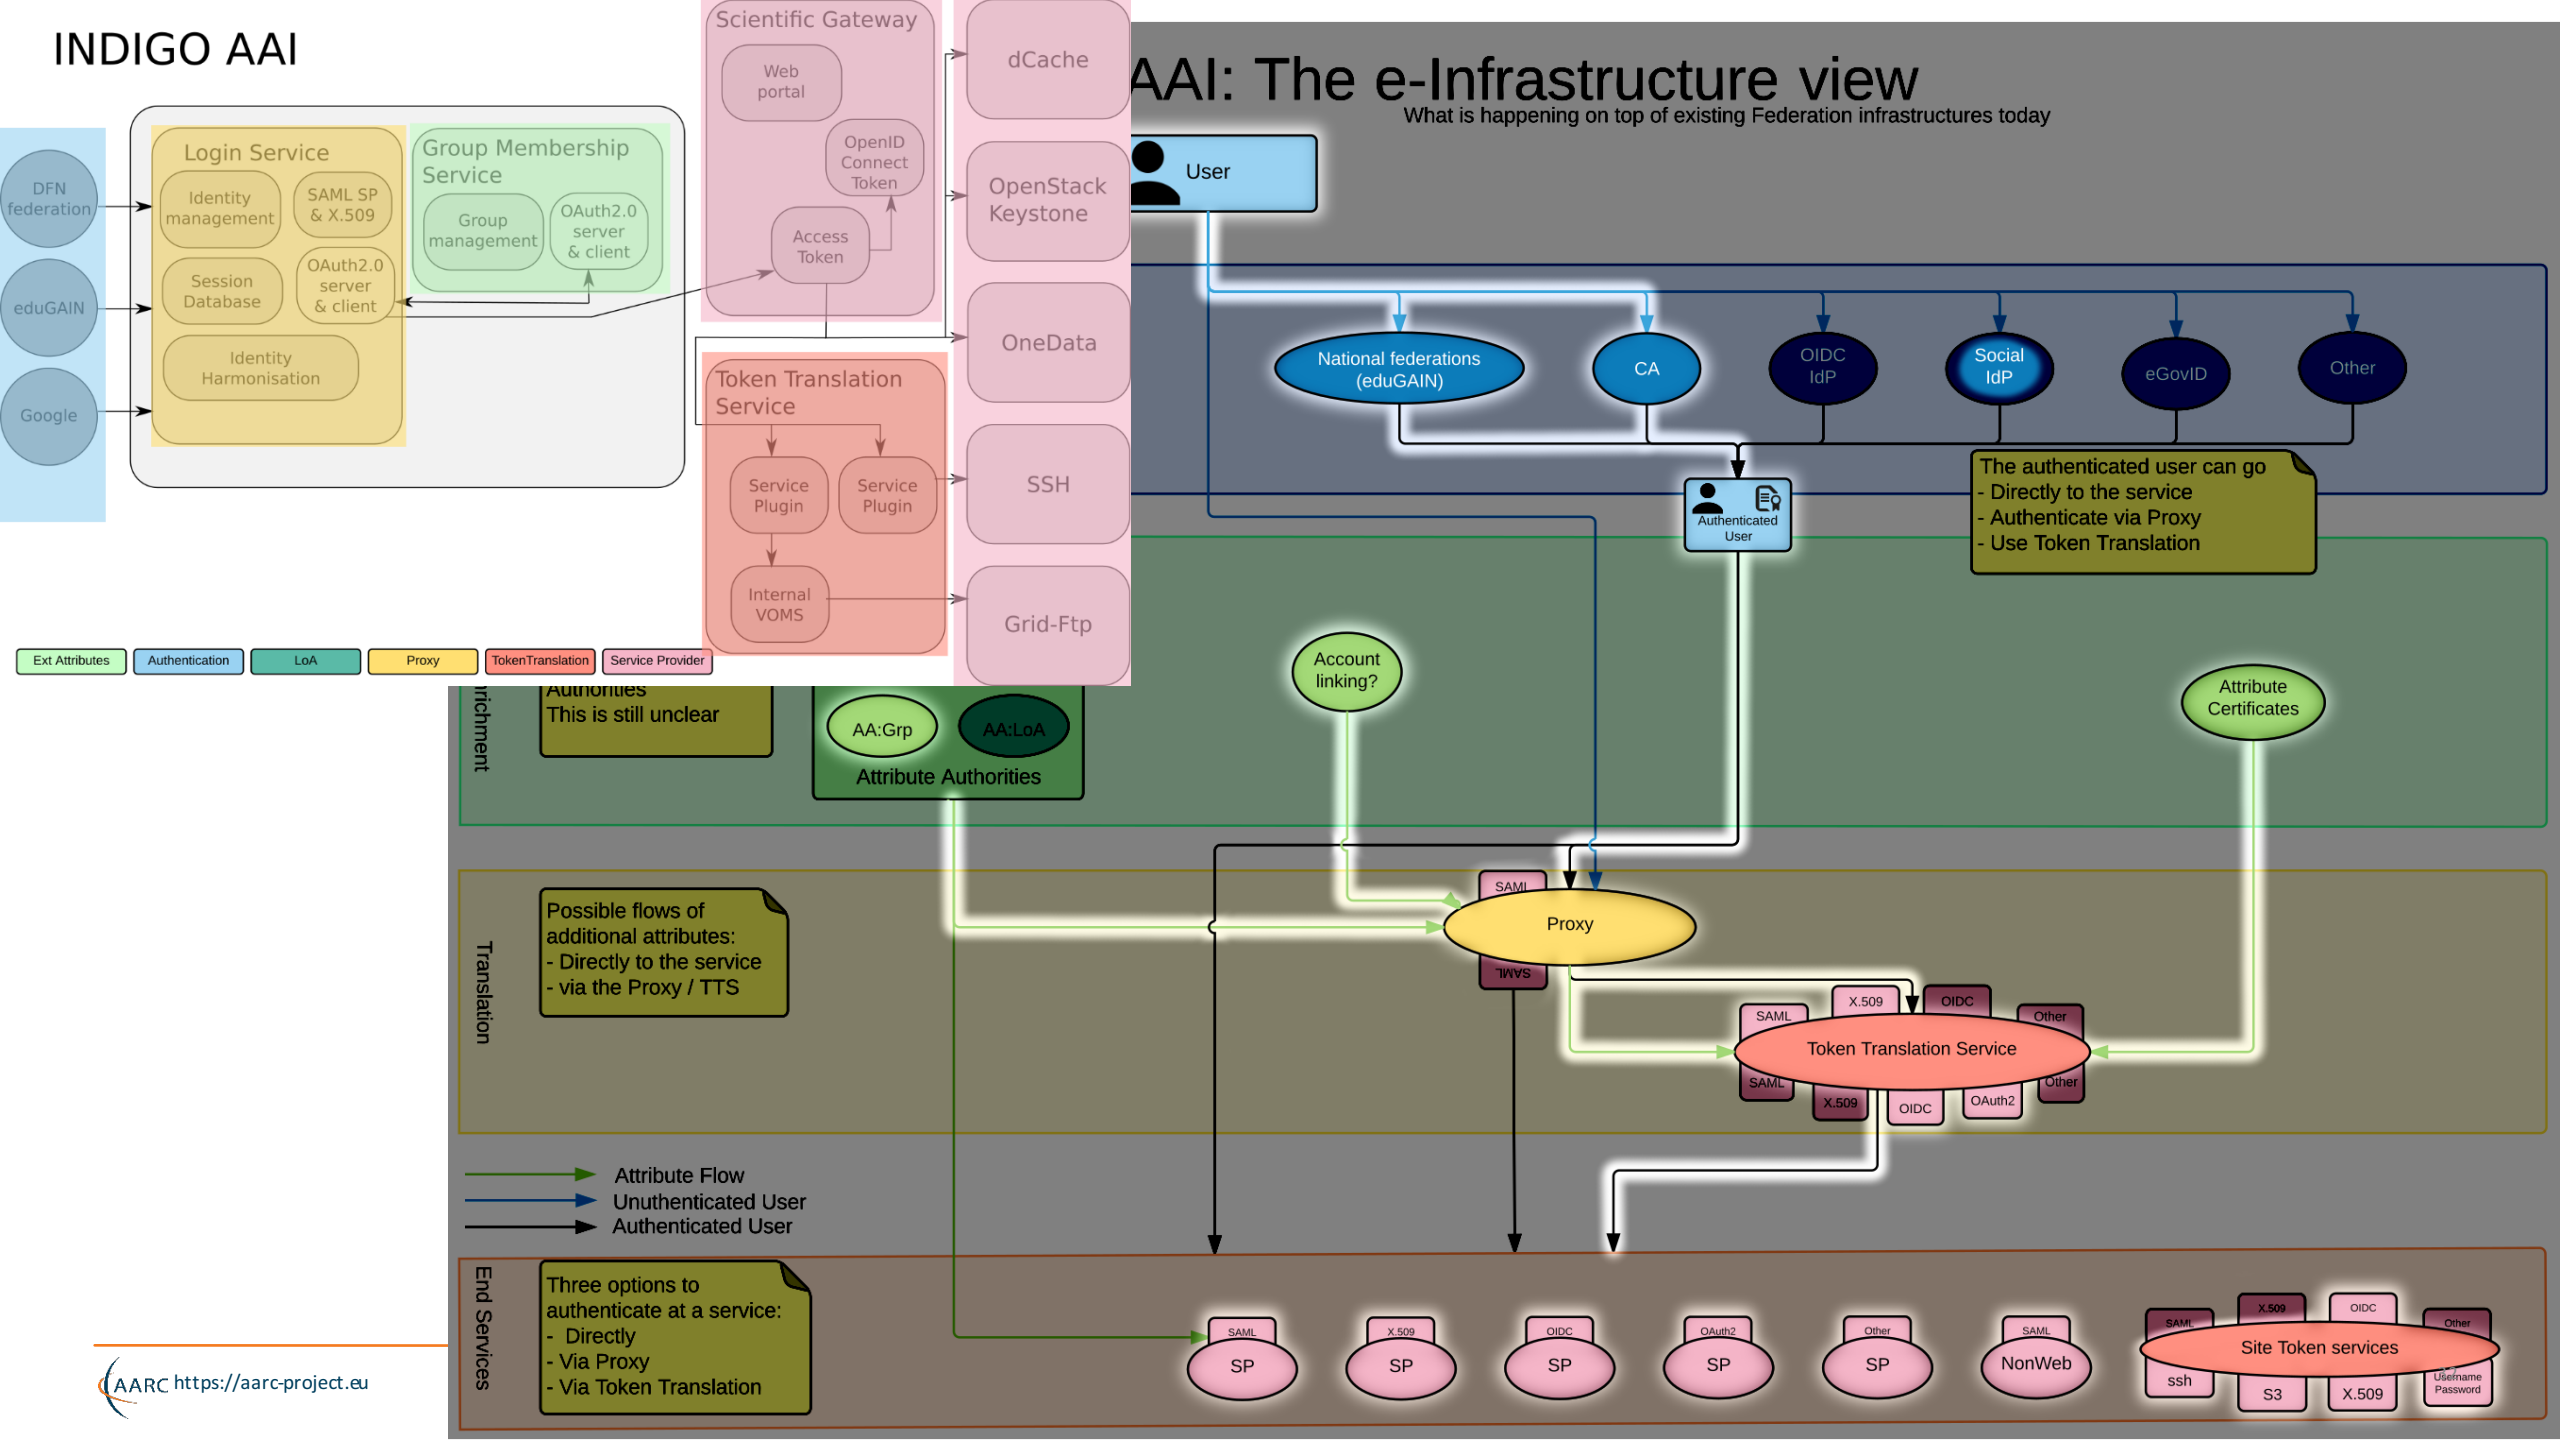 INDIGO AAI
DFN
federation
eduGAIN
Google
Login Service
Identity
management
SAML SP
& X.509
Session
Database
OAuth2.0
server
& client
Identity
Harmonisation
Group Membership
Service
Group
management
OAuth2.0
server
& client
Scientific Gateway
Web
portal
OpenID
Connect
Token
Access
Token
Token Translation
Service
Service
Plugin
Service
Plugin
Internal
VOMS
dCache
OpenStack
Keystone
OneData
SSH
Grid-Ftp
Ext Attributes
Authentication
LoA
Proxy
TokenTranslation
Service Provider
AAI: The e-Infrastructure view
What is happening on top of existing Federation infrastructures today
User
National federations
(eduGAIN)
CA
OIDC
IdP
Social
IdP
eGovID
Other
Authenticated
User
The authenticated user can go
- Directly to the service
- Authenticate via Proxy
- Use Token Translation
richment
Authorities
This is still unclear
AA:Grp
AA:LoA
Attribute Authorities
Account
linking?
Attribute
Certificates
Translation
Possible flows of
additional attributes:
- Directly to the service
- via the Proxy / TTS
SAML
Proxy
SAML
SAML
X.509
OIDC
Other
Token Translation Service
SAML
X.509
OIDC
OAuth2
Other
Attribute Flow
Unuthenticated User
Authenticated User
End Services
Three options to
authenticate at a service:
- Directly
- Via Proxy
- Via Token Translation
SAML
SP
X.509
SP
OIDC
SP
OAuth2
SP
Other
SP
SAML
NonWeb
SAML
X.509
OIDC
Other
Site Token services
ssh
S3
X.509
Username
Password
AARC https://aarc-project.eu